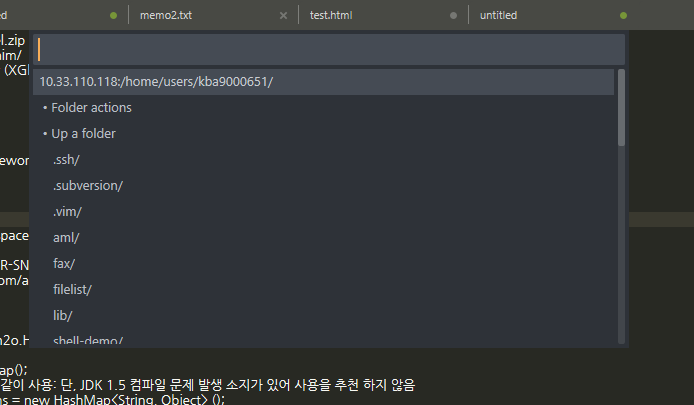 ed memo2.txt test.html untitled
l.zip
nim/
(XGI
10.33.110.118:/home/users/kba9000651/
• Folder actions
• Up a folder
.ssh/
.subversion/
.vim/
aml/
fax/
filelist/
lib/
shell-demo/
ewor
space
R-SN
om/a
n2o.H
ap();
같이 사용: 단, JDK 1.5 컴파일 문제 발생 소지가 있어 사용을 추천 하지 않음
ns = new HashMap<String, Object> ();